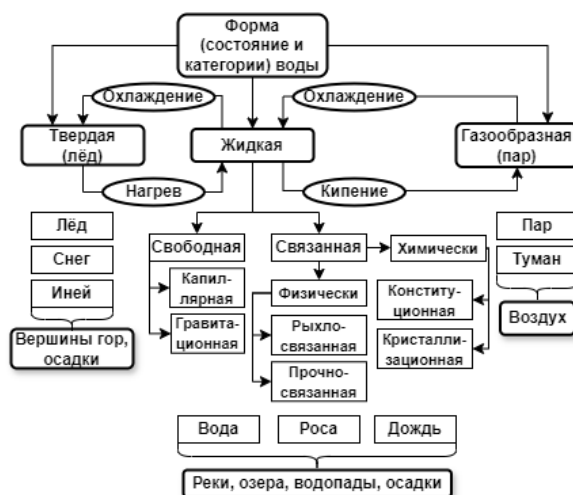 Форма
(состояние и
категории) воды
Охлаждение
Охлаждение
Твердая
(лёд)
Жидкая
Газообразная
(пар)
Нагрев
Кипение
Лёд
Снег
Иней
Вершины гор,
осадки
Свободная
Капил-
лярная
Гравита-
ционная
Связанная
Физически
Рыхло-
связанная
Прочно-
связанная
Химически
Конститу-
ционная
Кристалли-
зационная
Пар
Туман
Воздух
Вода
Роса
Дождь
Реки, озера, водопады, осадки